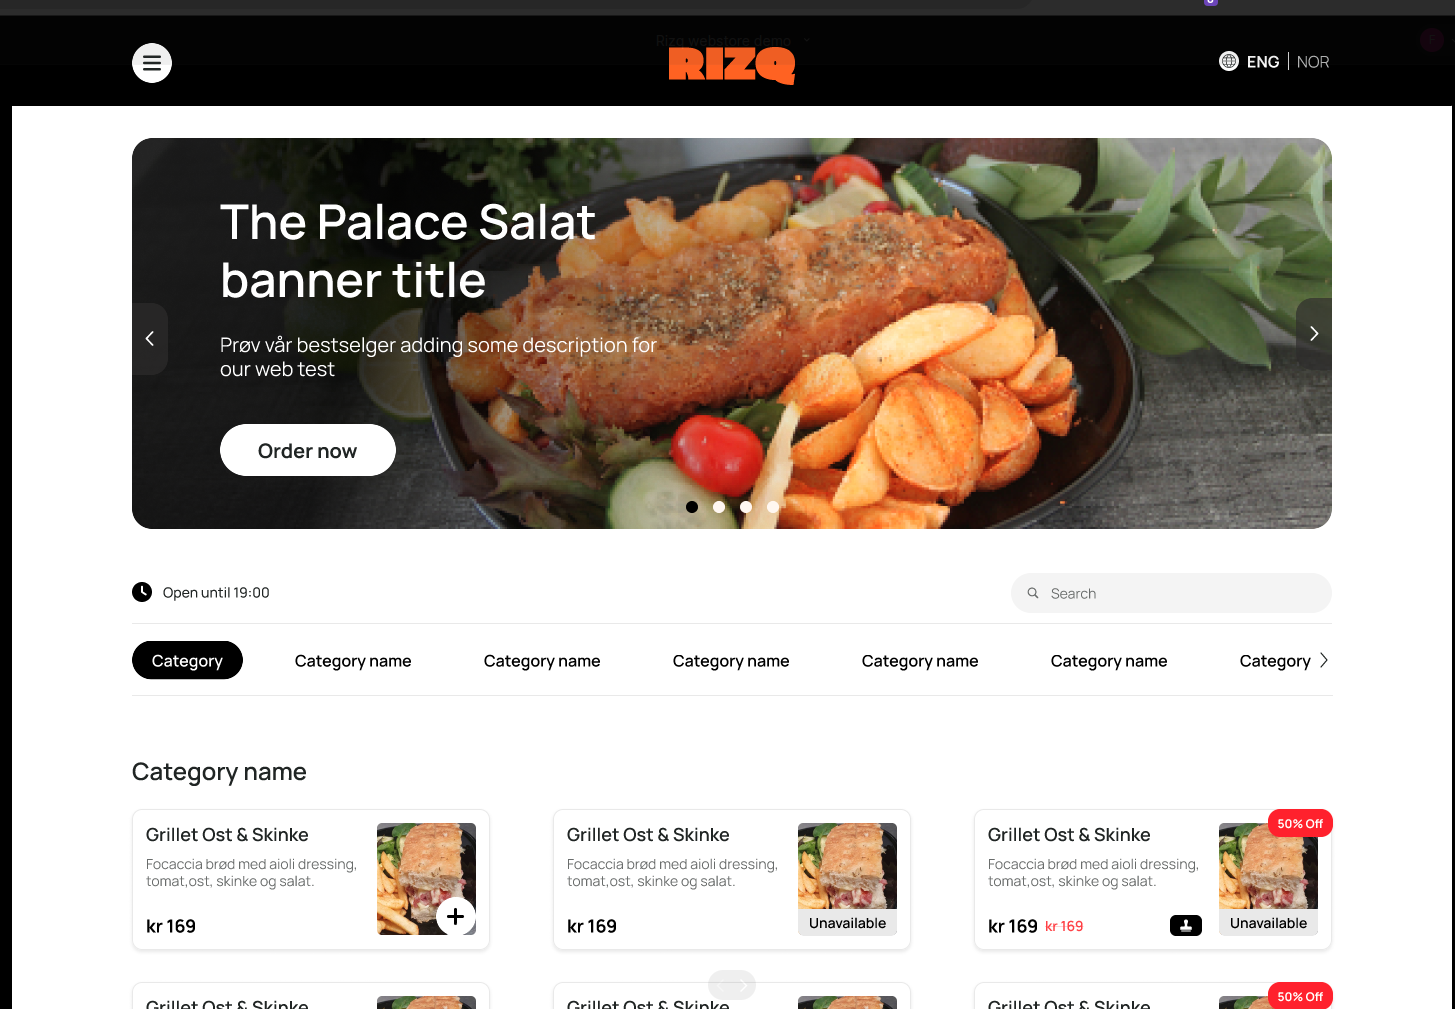 Rizq webstore demo
RIZQ
ENG | NOR
The Palace Salat
banner title
Prøv vår bestselger adding some description for
our web test
Order now
Open until 19:00
Search
Category
Category name
Category name
Category name
Category name
Category name
Category
Category name
Grillet Ost & Skinke
Focaccia brød med aioli dressing,
tomat,ost, skinke og salat.
kr 169
Grillet Ost & Skinke
Focaccia brød med aioli dressing,
tomat,ost, skinke og salat.
kr 169
Unavailable
50% Off
Grillet Ost & Skinke
Focaccia brød med aioli dressing,
tomat,ost, skinke og salat.
kr 169 kr 169
Unavailable
Grillet Ost & Skinke
Grillet Ost & Skinke
50% Off
Grillet Ost & Skinke